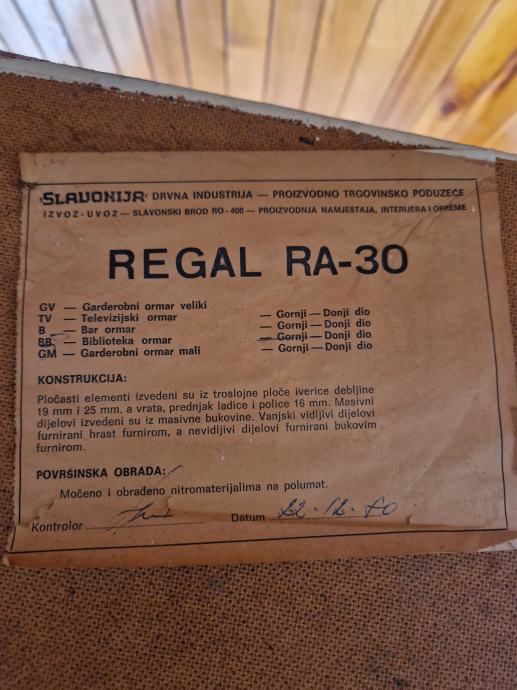 SLAVONIJA DRVNA INDUSTRIJA — PROIZVODNO TRGOVINSKO PODUZEĆE
IZVOZ-UVOZ — SLAVONSKI BROD RO - 400 — PROIZVODNJA NAMJEŠTAJA, INTERIJERA I OPREME
REGAL RA-30
GV — Garderobni ormar veliki
TV — Televizijski ormar — Gornji — Donji dio
B — Bar ormar — Gornji — Donji dio
BB — Biblioteka ormar — Gornji — Donji dio
GM — Garderobni ormar mali — Gornji — Donji dio
KONSTRUKCIJA:
Pločasti elementi izvedeni su iz troslojne ploče iverice debljine
19 mm i 25 mm, a vrata, prednjak ladice i police 16 mm. Masivni
dijelovi izvedeni su iz masivne bukovine. Vanjski vidljivi dijelovi
furnirani hrast furnirom, a nevidljivi dijelovi furnirani bukovim
furnirom.
POVRŠINSKA OBRADA:
Močeno i obrađeno nitromaterijalima na polumat.
Kontrolor Datum 22.12.80